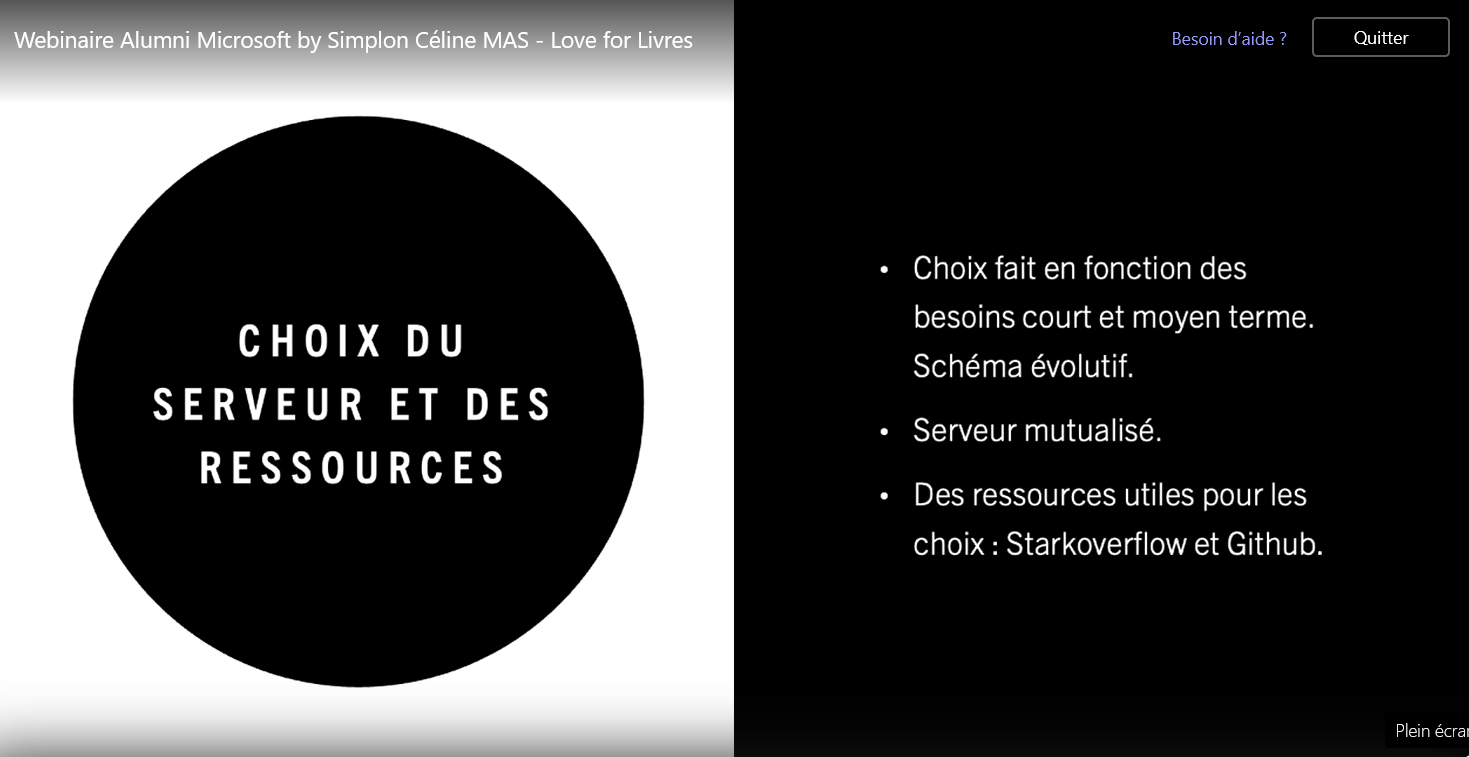 Webinaire Alumni Microsoft by Simplon Céline MAS - Love for Livres
Besoin d'aide ?
Quitter
CHOIX DU
SERVEUR ET DES
RESSOURCES
• Choix fait en fonction des
besoins court et moyen terme.
Schéma évolutif.
• Serveur mutualisé.
• Des ressources utiles pour les
choix : Starkoverflow et Github.
Plein écran